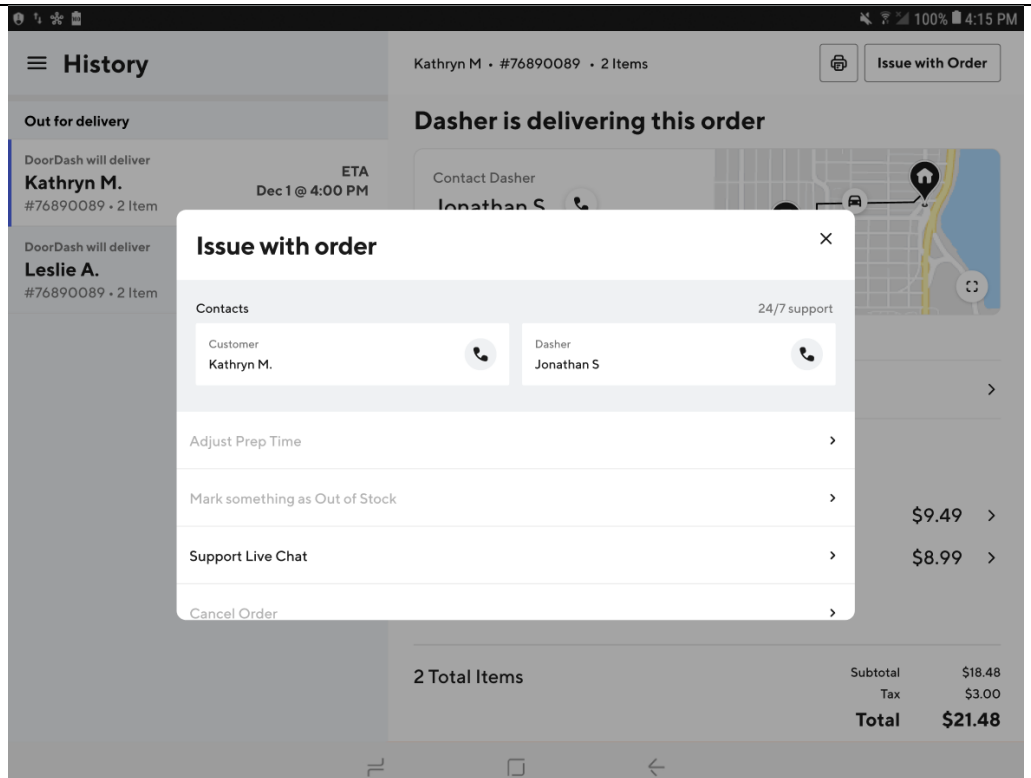 100% 4:15 PM
History
Kathryn M • #76890089 • 2 Items
Issue with Order
Out for delivery
Dasher is delivering this order
DoorDash will deliver
Kathryn M.
#76890089 • 2 Item
ETA
Dec 1 @ 4:00 PM
Contact Dasher
Jonathan S
DoorDash will deliver
Leslie A.
#76890089 • 2 Item
Issue with order
Contacts
24/7 support
Customer
Kathryn M.
Dasher
Jonathan S
Adjust Prep Time
Mark something as Out of Stock
Support Live Chat
Cancel Order
$9.49
$8.99
2 Total Items
Subtotal $18.48
Tax $3.00
Total $21.48